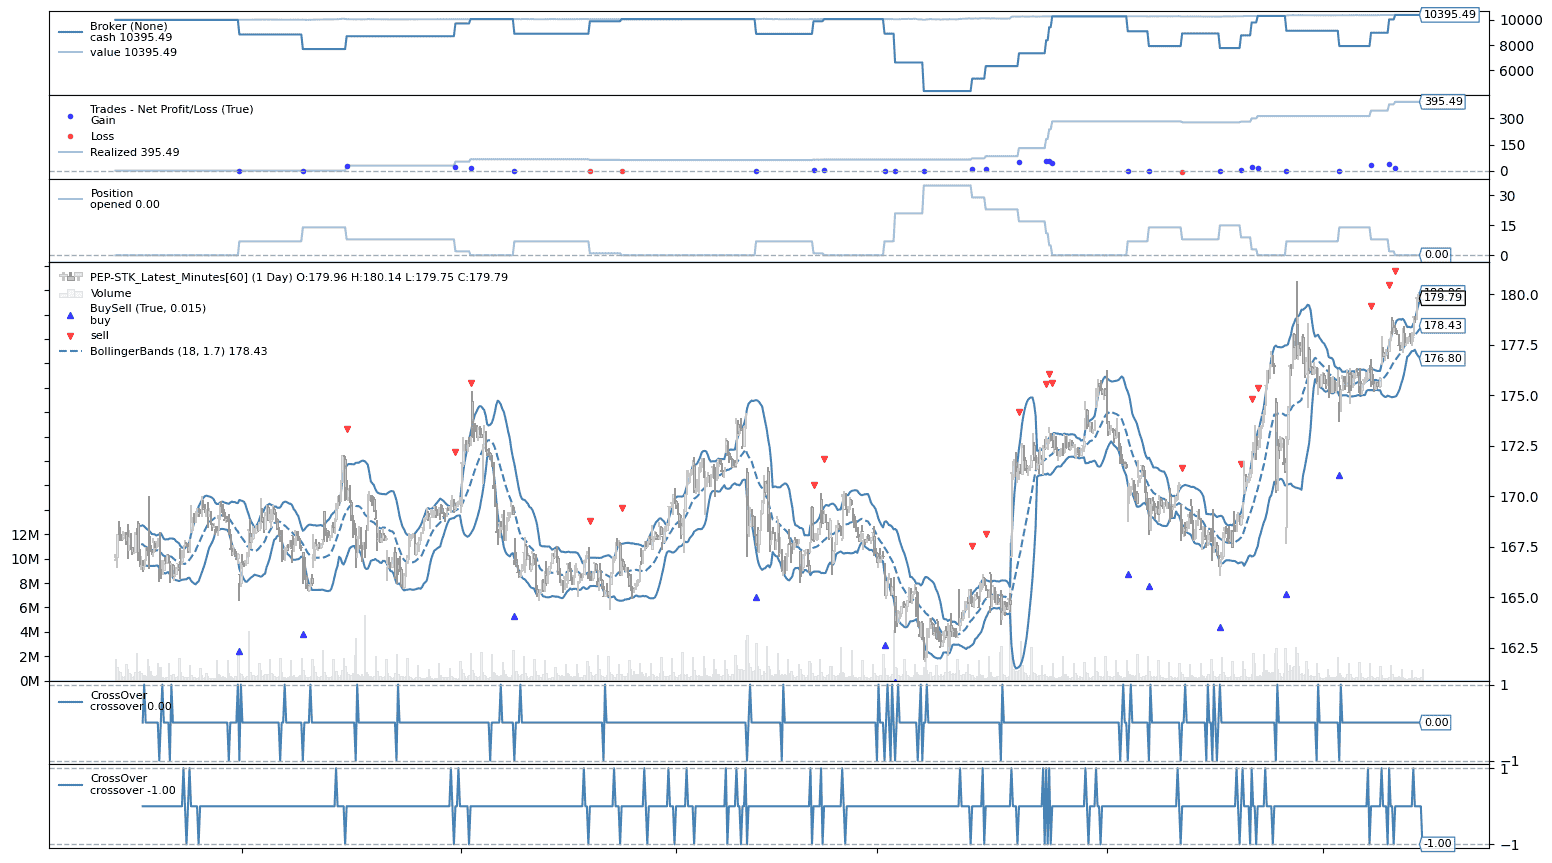 Broker (None)
cash 10395.49
value 10395.49
10395.49
10000
8000
6000
Trades - Net Profit/Loss (True)
Gain
Loss
Realized 395.49
395.49
300
150
0
Position
opened 0.00
30
15
0
0.00
PEP-STK_Latest_Minutes[60] (1 Day) O:179.96 H:180.14 L:179.75 C:179.79
Volume
BuySell (True, 0.015)
buy
sell
BollingerBands (18, 1.7) 178.43
179.79
178.43
176.80
180.0
177.5
175.0
172.5
170.0
167.5
165.0
162.5
12M
10M
8M
6M
4M
2M
0M
CrossOver
crossover 0.00
1
0.00
−1
CrossOver
crossover -1.00
1
-1.00
−1